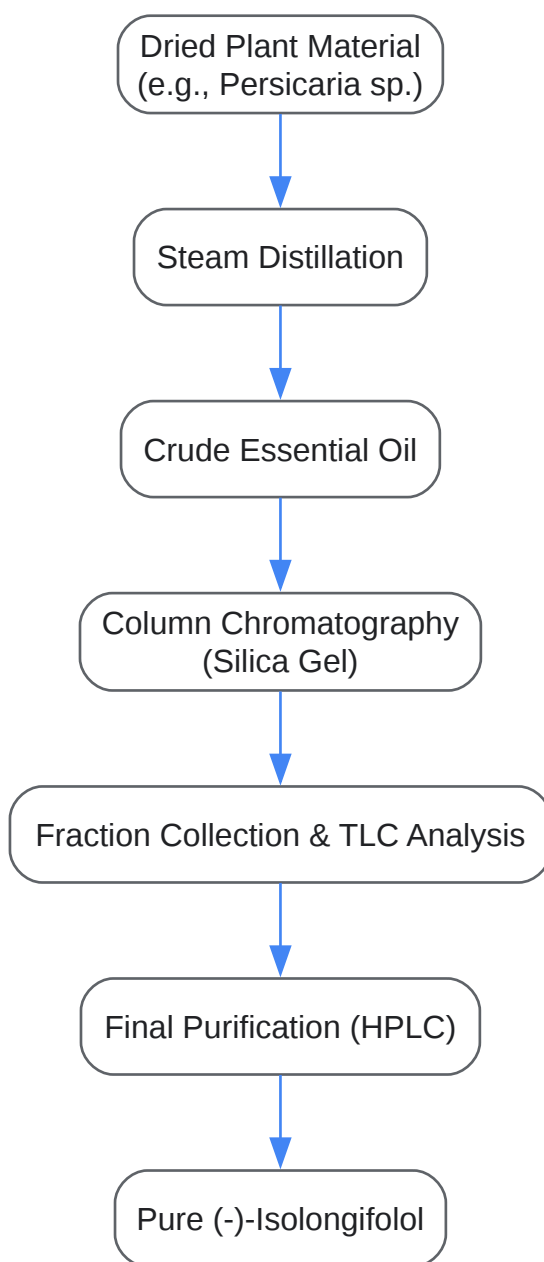 Dried Plant Material
(e.g., Persicaria sp.)
Steam Distillation
Crude Essential Oil
Column Chromatography
(Silica Gel)
Fraction Collection & TLC Analysis
Final Purification (HPLC)
Pure (-)-Isolongifolol